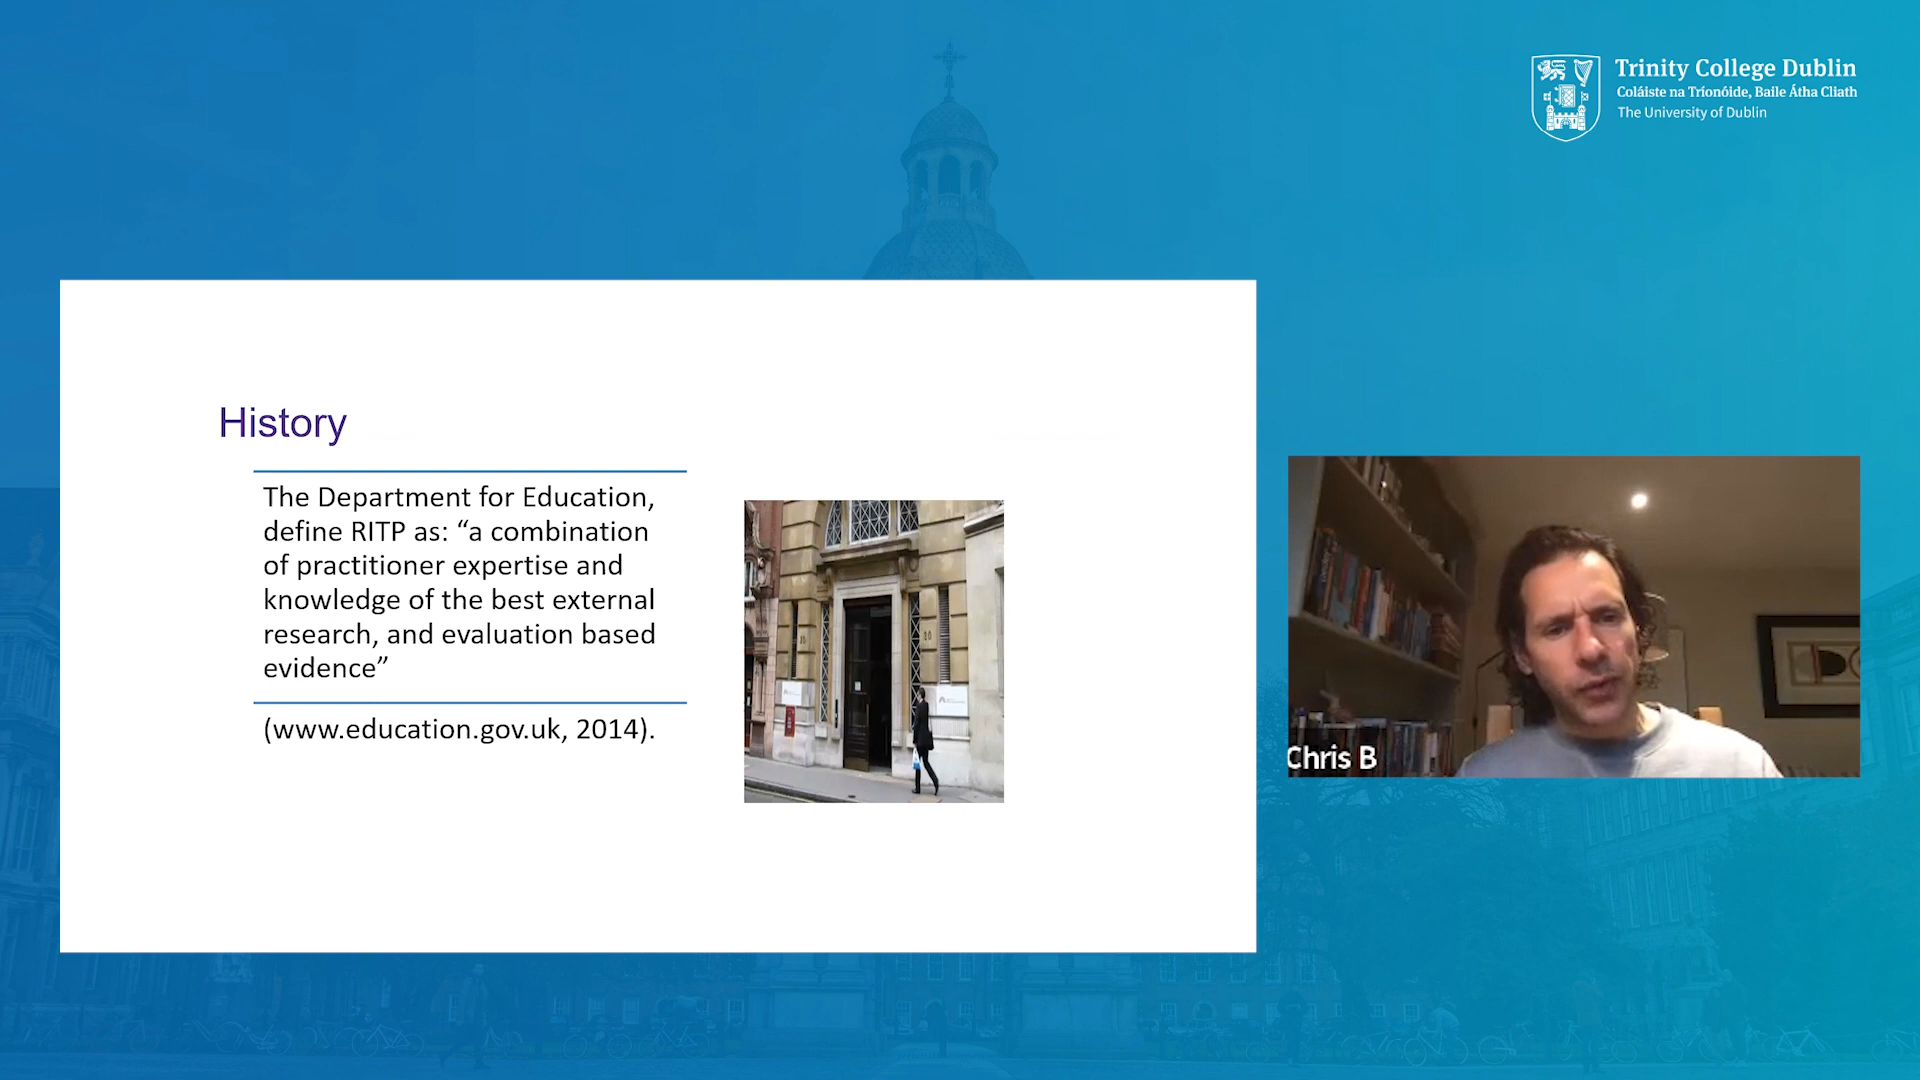 Trinity College Dublin
Coláiste na Tríonóide, Baile Átha Cliath
The University of Dublin
History
The Department for Education,
define RITP as: “a combination
of practitioner expertise and
knowledge of the best external
research, and evaluation based
evidence”
(www.education.gov.uk, 2014).
Chris B